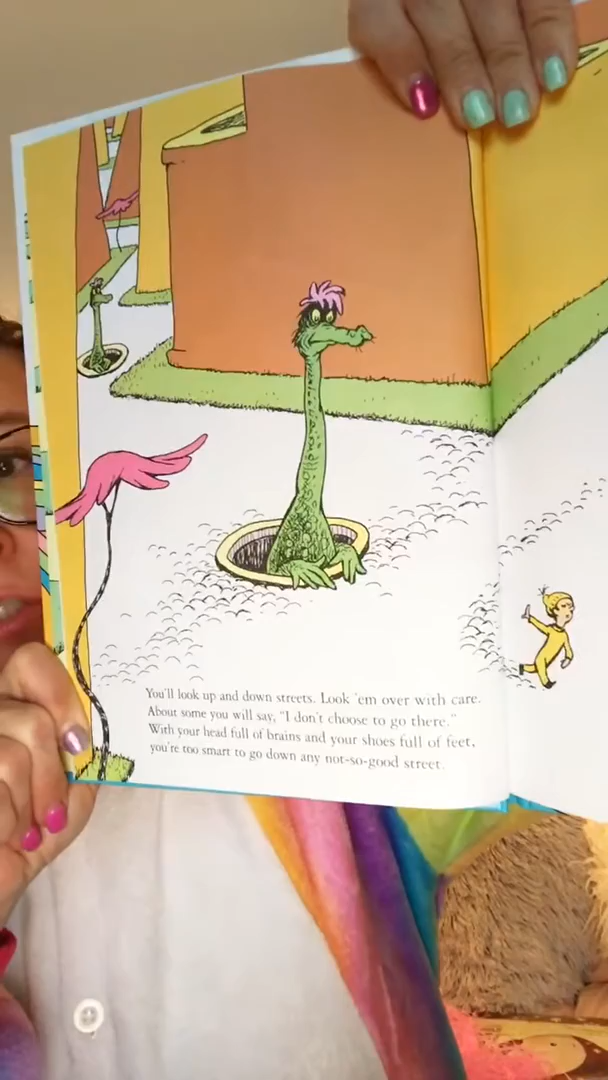 You'll look up and down streets. Look 'em over with care.
About some you will say, "I don't choose to go there."
With your head full of brains and your shoes full of feet,
you're too smart to go down any not-so-good street.